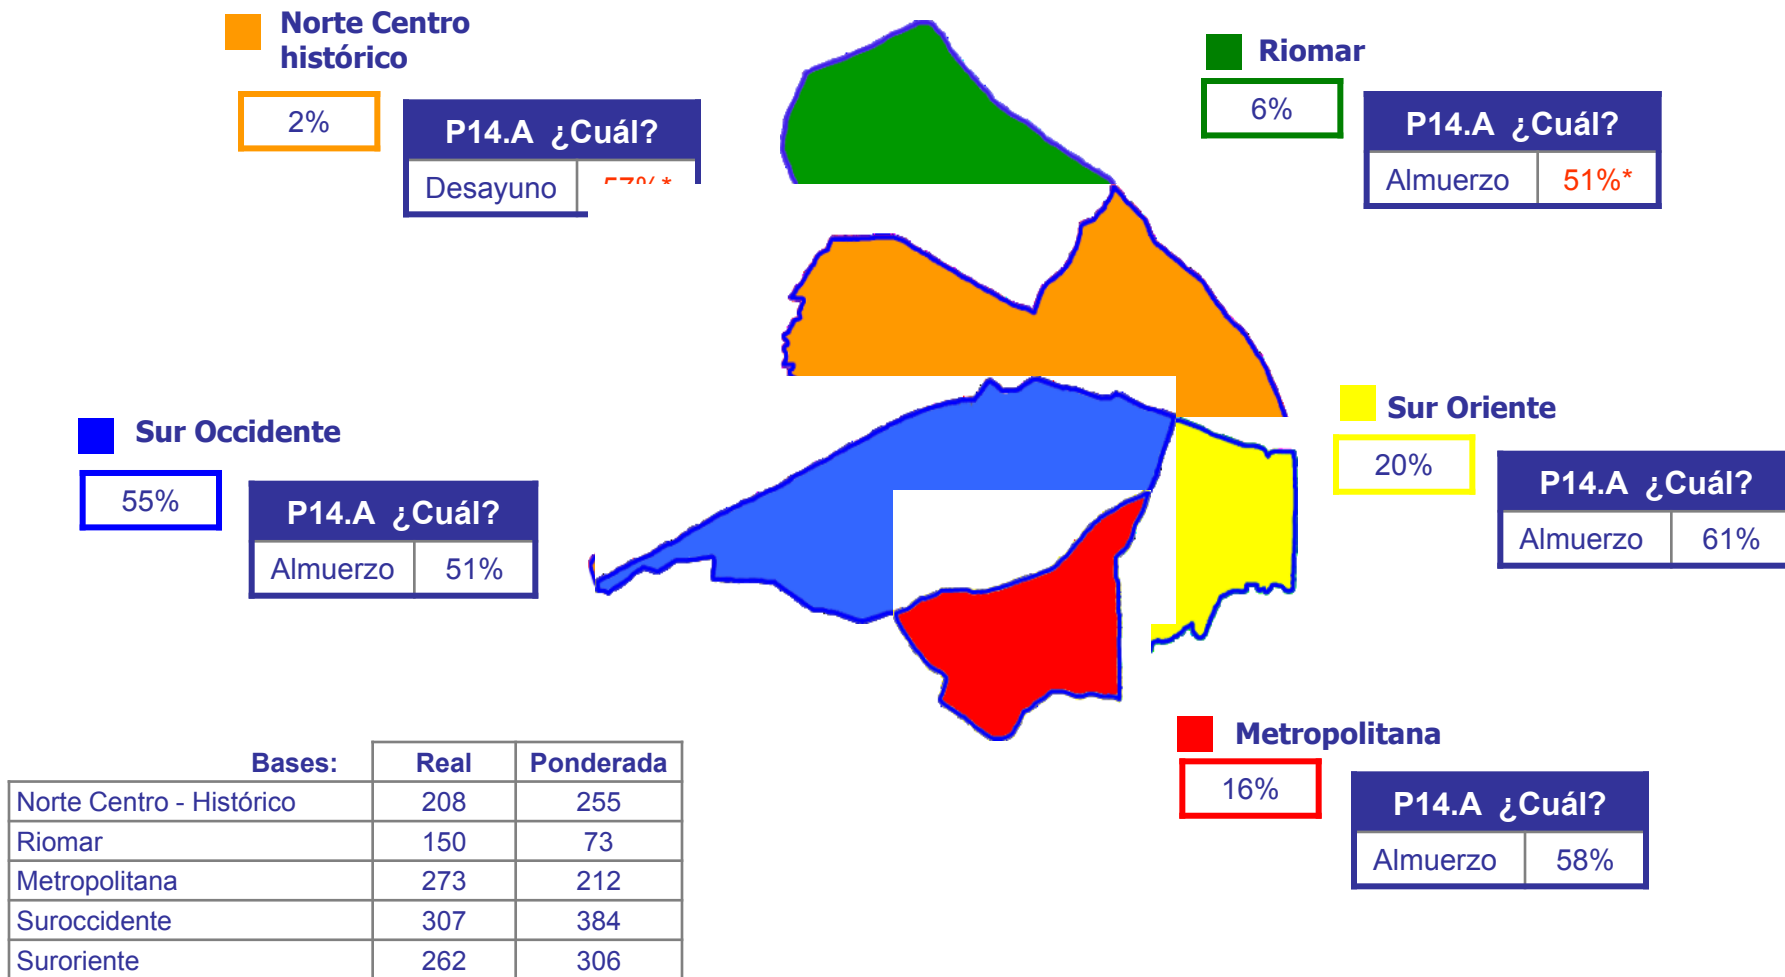 Norte Centro
histórico
2%
P14.A ¿Cuál?
Desayuno 57%*
Riomar
6%
P14.A ¿Cuál?
Almuerzo 51%*
Sur Occidente
55%
P14.A ¿Cuál?
Almuerzo 51%
Sur Oriente
20%
P14.A ¿Cuál?
Almuerzo 61%
Metropolitana
16%
P14.A ¿Cuál?
Almuerzo 58%
Bases: Real Ponderada
Norte Centro - Histórico 208 255
Riomar 150 73
Metropolitana 273 212
Suroccidente 307 384
Suroriente 262 306